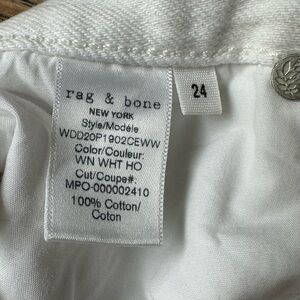 rag & bone
NEW YORK
Style/Modèle
WDD20P1902CEWW
Color/Couleur:
WN WHT HO
Cut/Coupe#:
MPO-000002410
100% Cotton/
Coton
24